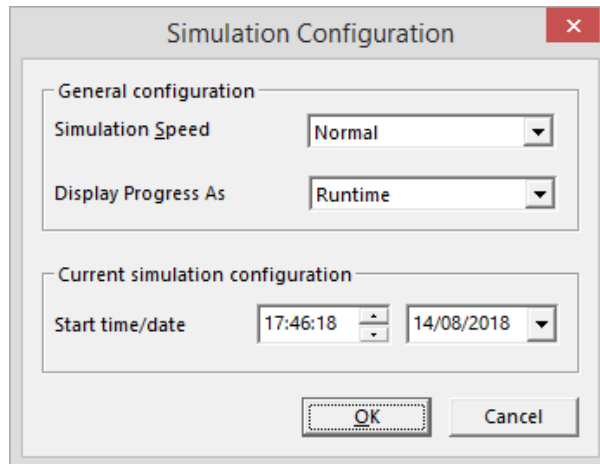 Simulation Configuration
General configuration
Simulation Speed Normal
Display Progress As Runtime
Current simulation configuration
Start time/date 17:46:18 14/08/2018
OK Cancel